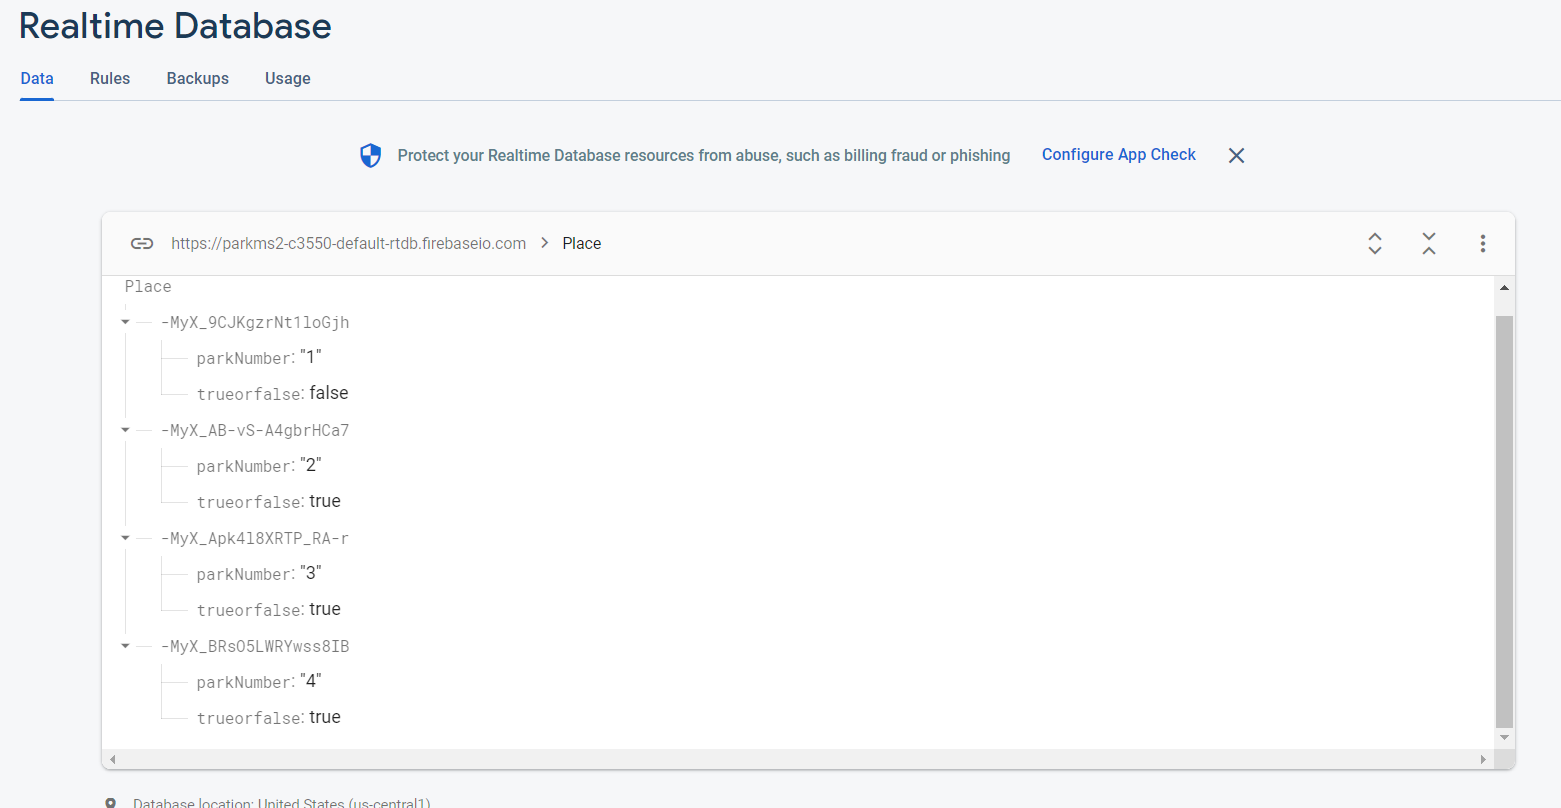 Realtime Database
Data Rules Backups Usage
Protect your Realtime Database resources from abuse, such as billing fraud or phishing Configure App Check
https://parkms2-c3550-default-rtdb.firebaseio.com Place
Place
-MyX_9CJKgzrNt1loGjh
parkNumber: "1"
trueorfalse: false
-MyX_AB-vS-A4gbrHCa7
parkNumber: "2"
trueorfalse: true
-MyX_Apk4l8XRTP_RA-r
parkNumber: "3"
trueorfalse: true
-MyX_BRsO5LWRYwss8IB
parkNumber: "4"
trueorfalse: true
Database location: United States (us-central1)